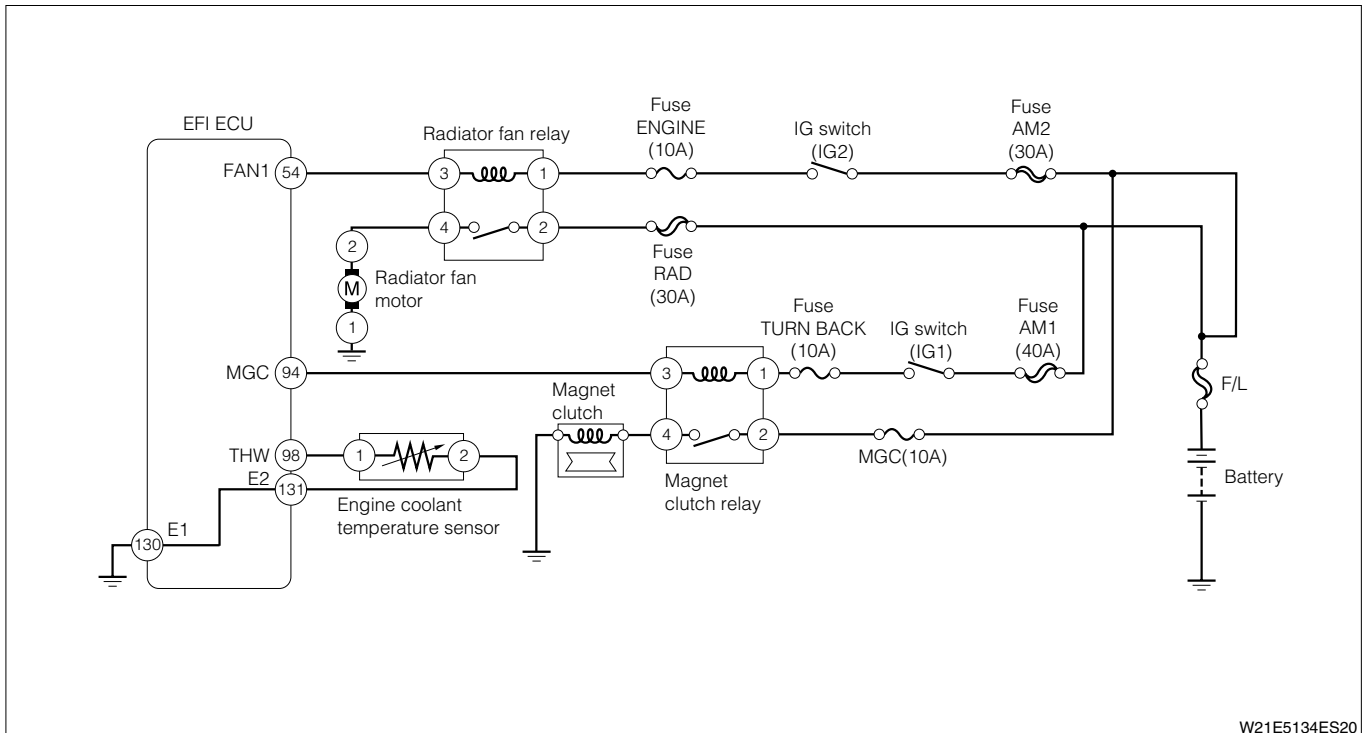 EFI ECU
Radiator fan relay
Fuse
ENGINE
(10A)
IG switch
(IG2)
Fuse
AM2
(30A)
FAN1 54
3
1
4
2
2
M
1
Radiator fan
motor
Fuse
RAD
(30A)
Fuse
TURN BACK
(10A)
IG switch
(IG1)
Fuse
AM1
(40A)
MGC 94
3
1
F/L
Magnet
clutch
4
2
MGC(10A)
Magnet
clutch relay
Battery
THW 98
1
2
E2
131
Engine coolant
temperature sensor
E1
130
W21E5134ES20